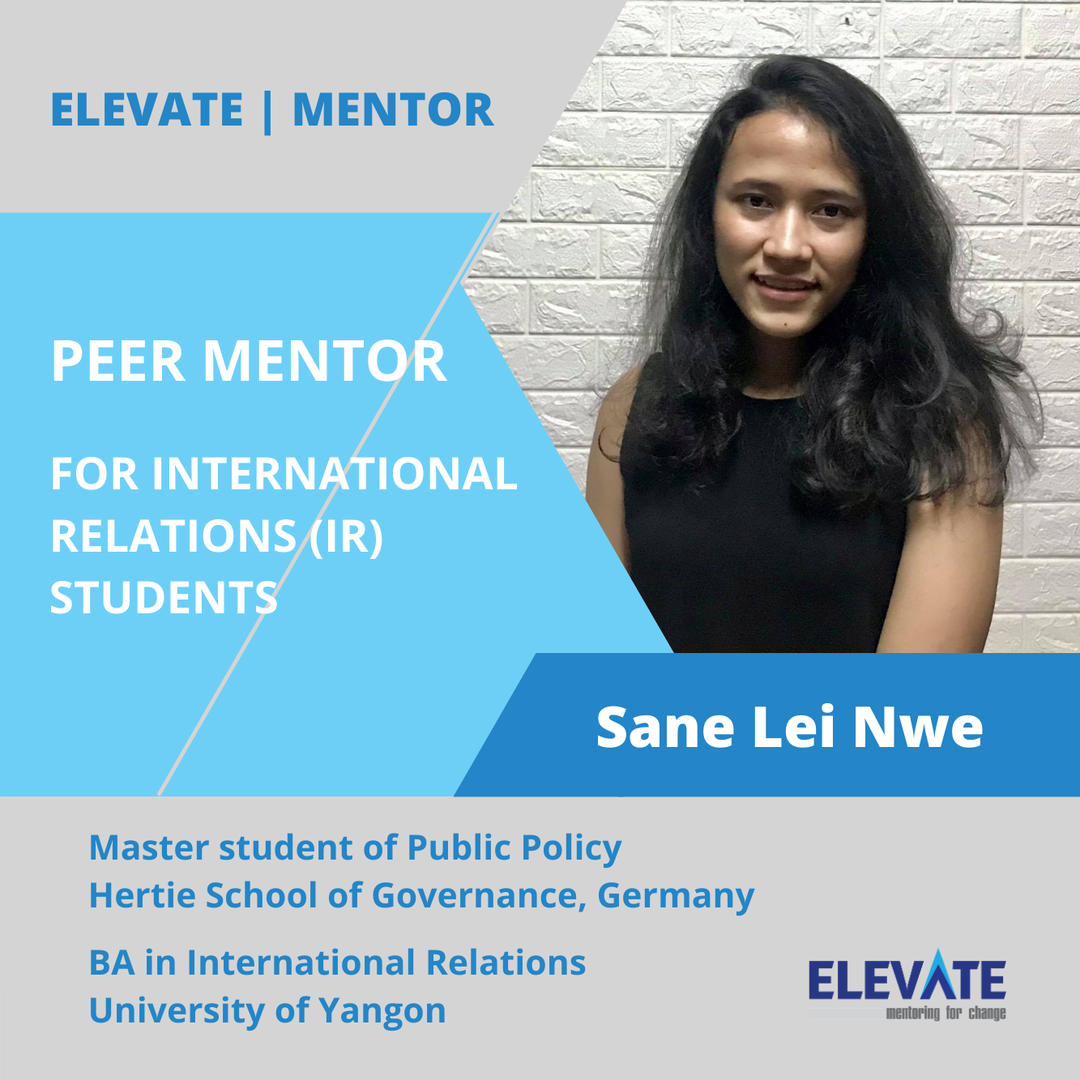 ELEVATE | MENTOR
PEER MENTOR
FOR INTERNATIONAL
RELATIONS (IR)
STUDENTS
Sane Lei Nwe
Master student of Public Policy
Hertie School of Governance, Germany
BA in International Relations
University of Yangon
ELEVATE
mentoring for change